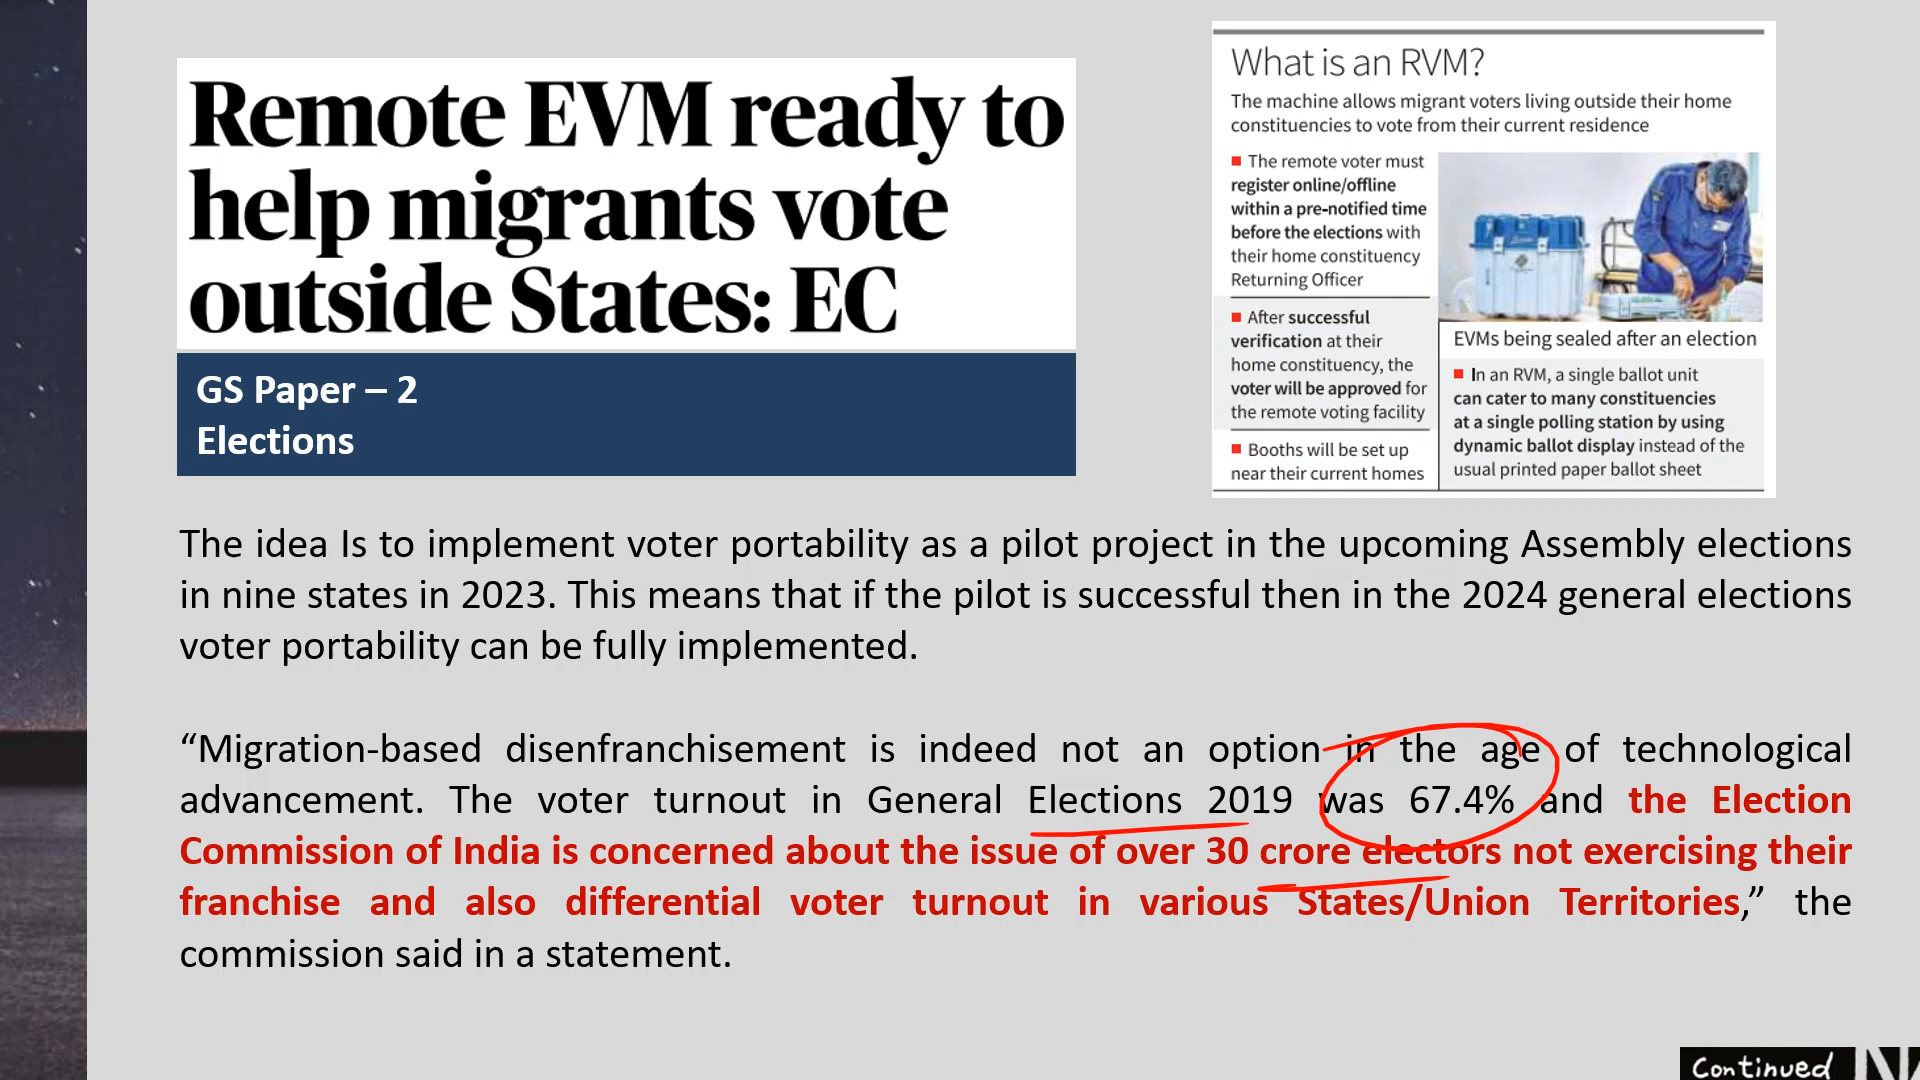 Remote EVM ready to
help migrants vote
outside States: EC
GS Paper – 2
Elections
What is an RVM?
The machine allows migrant voters living outside their home
constituencies to vote from their current residence
The remote voter must
register online/offline
within a pre-notified time
before the elections with
their home constituency
Returning Officer
After successful
verification at their
home constituency, the
voter will be approved for
the remote voting facility
Booths will be set up
near their current homes
EVMs being sealed after an election
In an RVM, a single ballot unit
can cater to many constituencies
at a single polling station by using
dynamic ballot display instead of the
usual printed paper ballot sheet
The idea Is to implement voter portability as a pilot project in the upcoming Assembly elections
in nine states in 2023. This means that if the pilot is successful then in the 2024 general elections
voter portability can be fully implemented.
“Migration-based disenfranchisement is indeed not an option in the age of technological
advancement. The voter turnout in General Elections 2019 was 67.4% and the Election
Commission of India is concerned about the issue of over 30 crore electors not exercising their
franchise and also differential voter turnout in various States/Union Territories,” the
commission said in a statement.
Continued